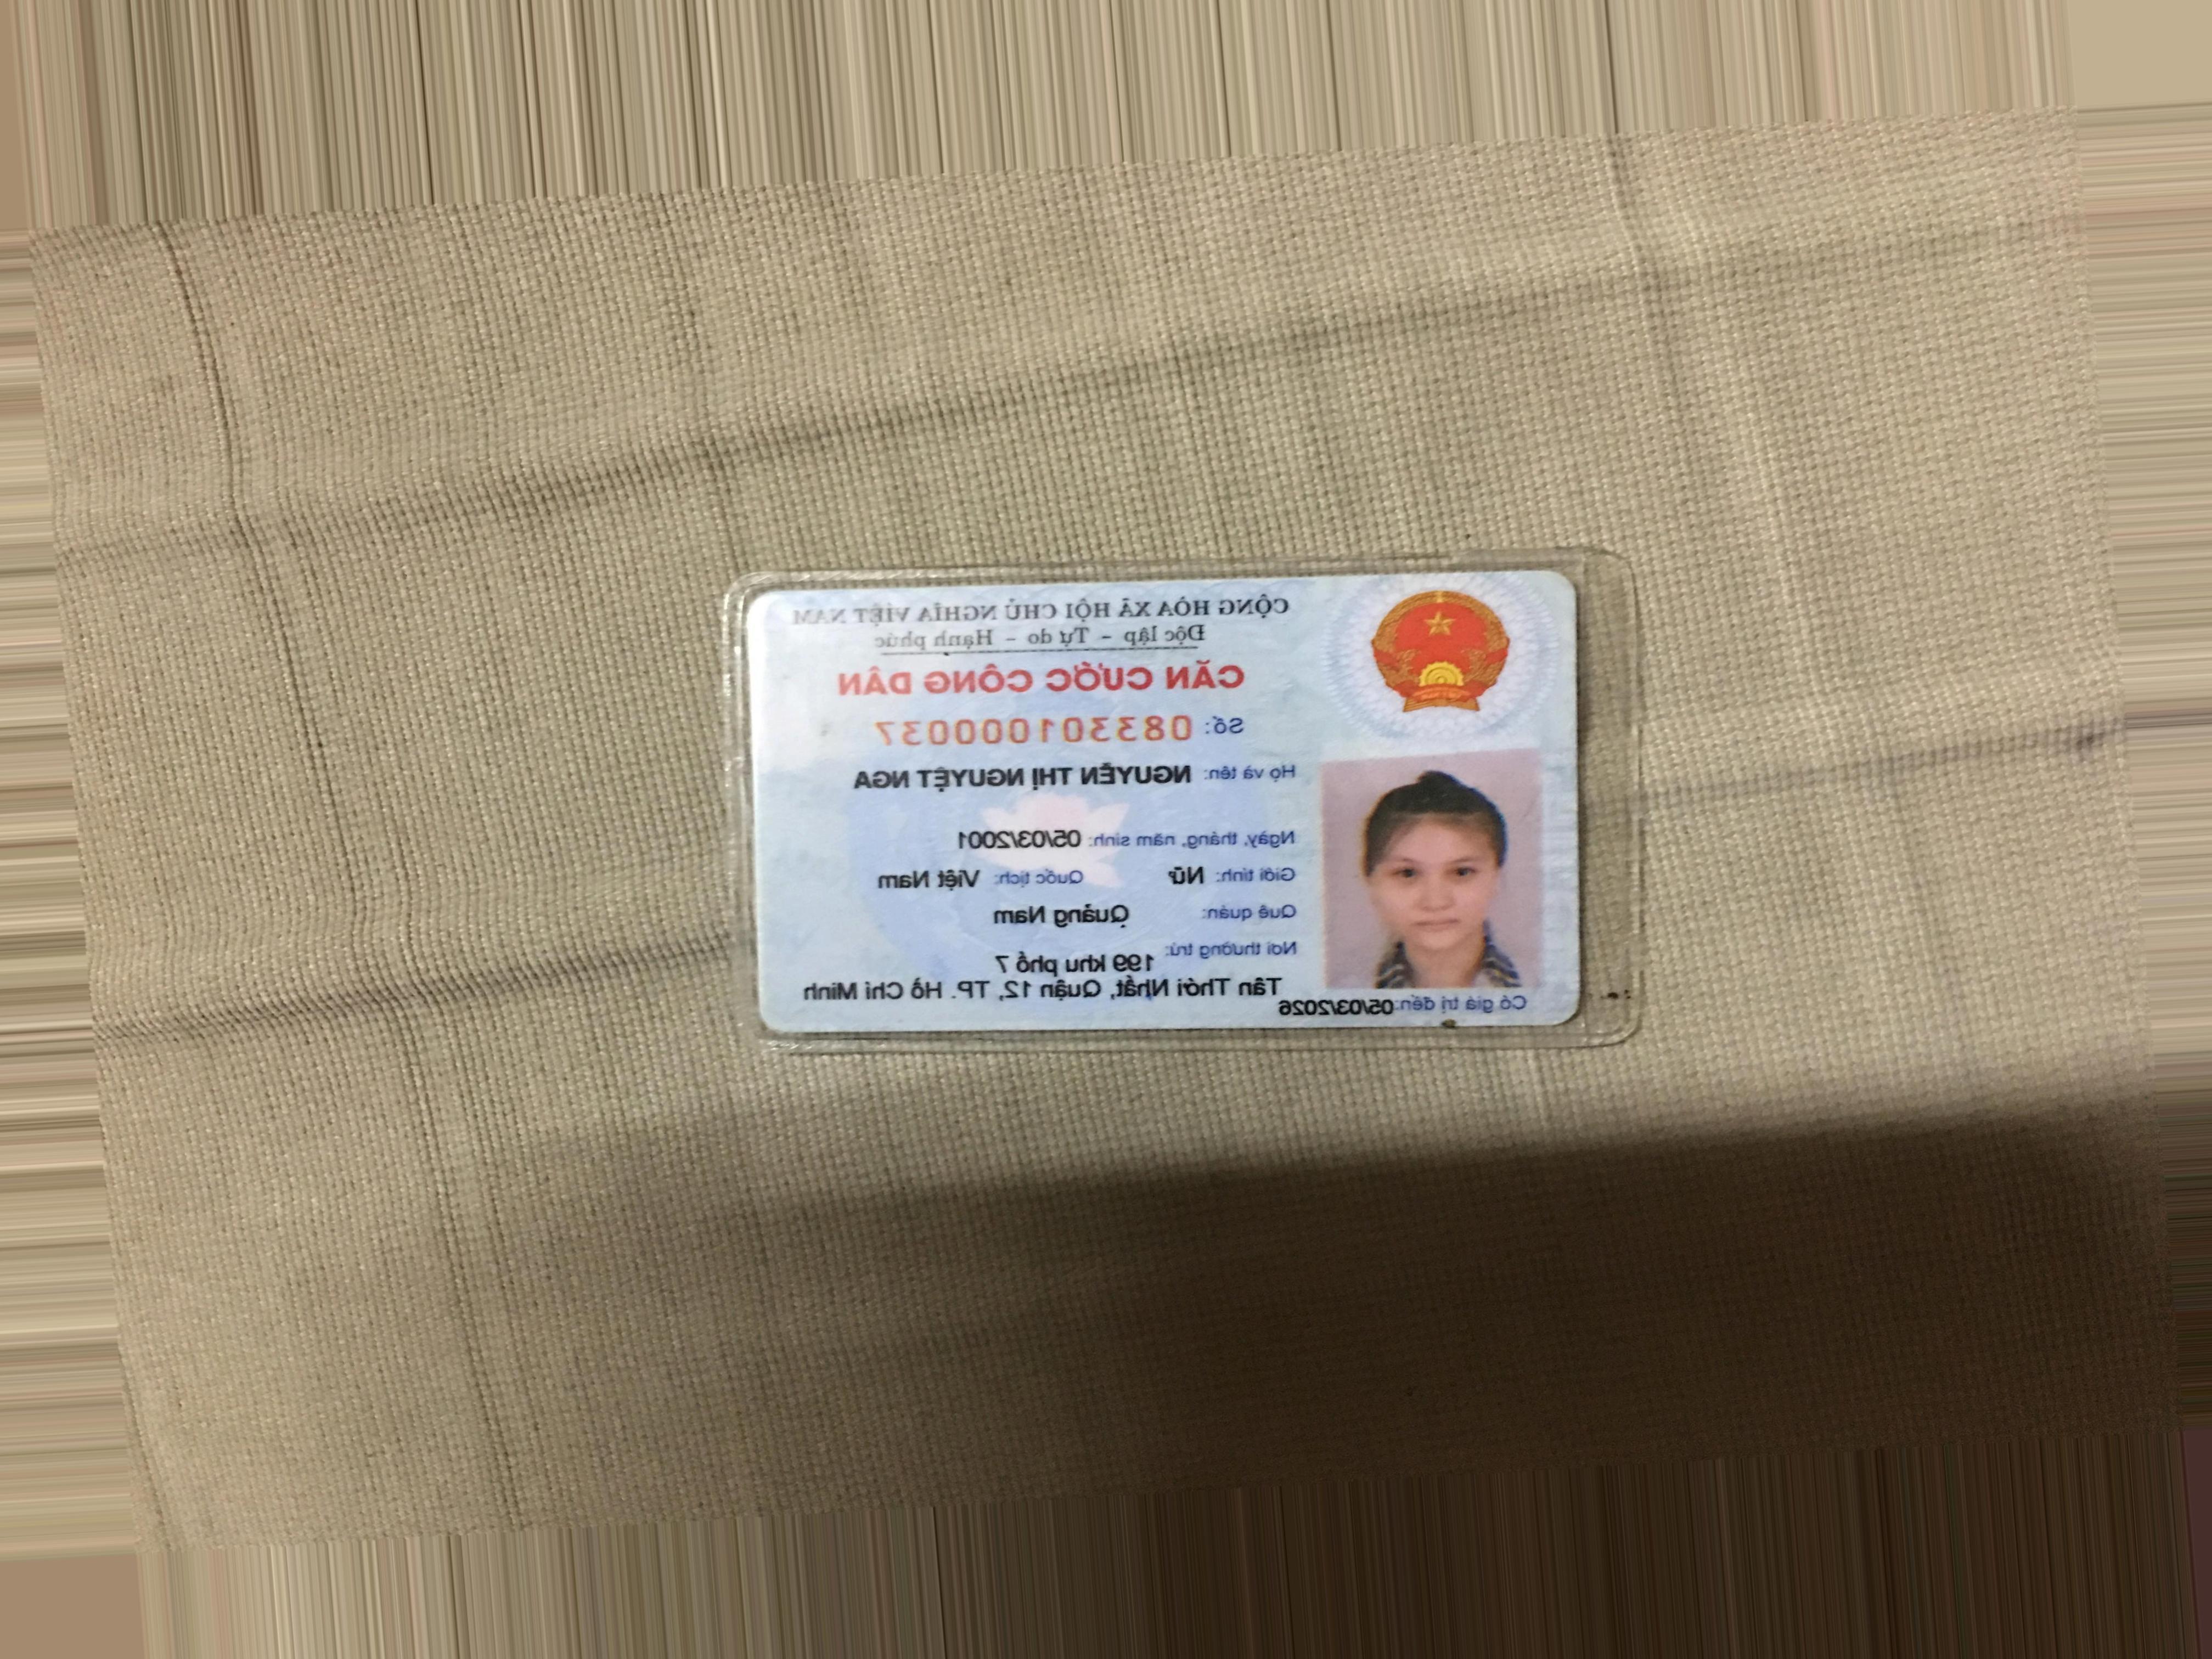 CỘNG HÒA XÃ HỘI CHỦ NGHĨA VIỆT NAM
Độc lập - Tự do - Hạnh phúc
CĂN CƯỚC CÔNG DÂN
Số: 083301000037
Họ và tên: NGUYỄN THỊ NGUYỆT NGA
Ngày, tháng, năm sinh: 05/03/2001
Giới tính: Nữ Quốc tịch: Việt Nam
Quê quán: Quảng Nam
Nơi thường trú: 199 khu phố 7
Tân Thới Nhất, Quận 12, TP. Hồ Chí Minh
Có giá trị đến: 05/03/2026